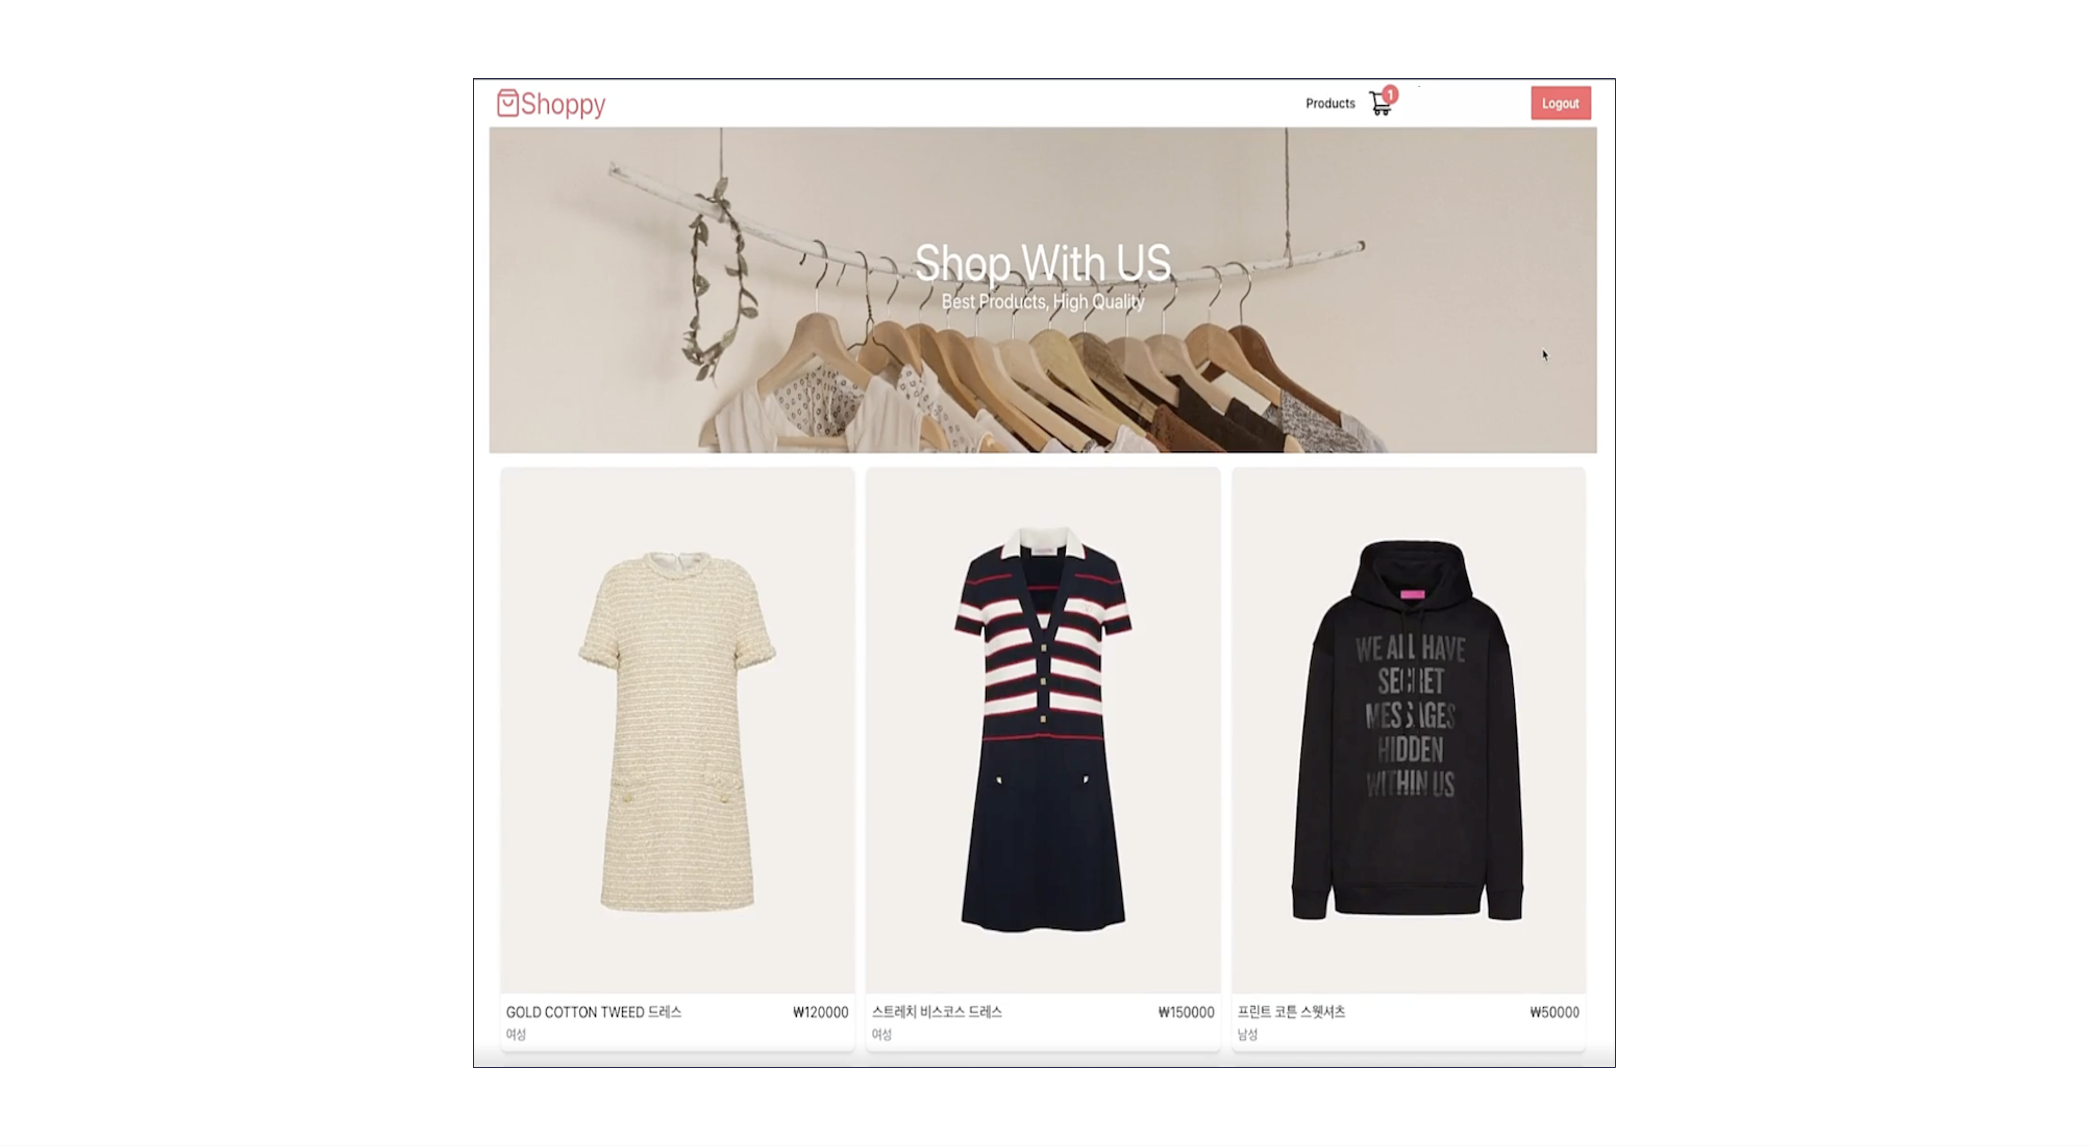 Shoppy
Products
1
Logout
Shop With US
Best Products, High Quality
WE ALL HAVE
SECRET
MESSAGES
HIDDEN
WITHIN US
GOLD COTTON TWEED 드레스 ₩120000
여성
스트레치 비스코스 드레스 ₩150000
여성
프린트 코튼 스웻셔츠 ₩50000
남성